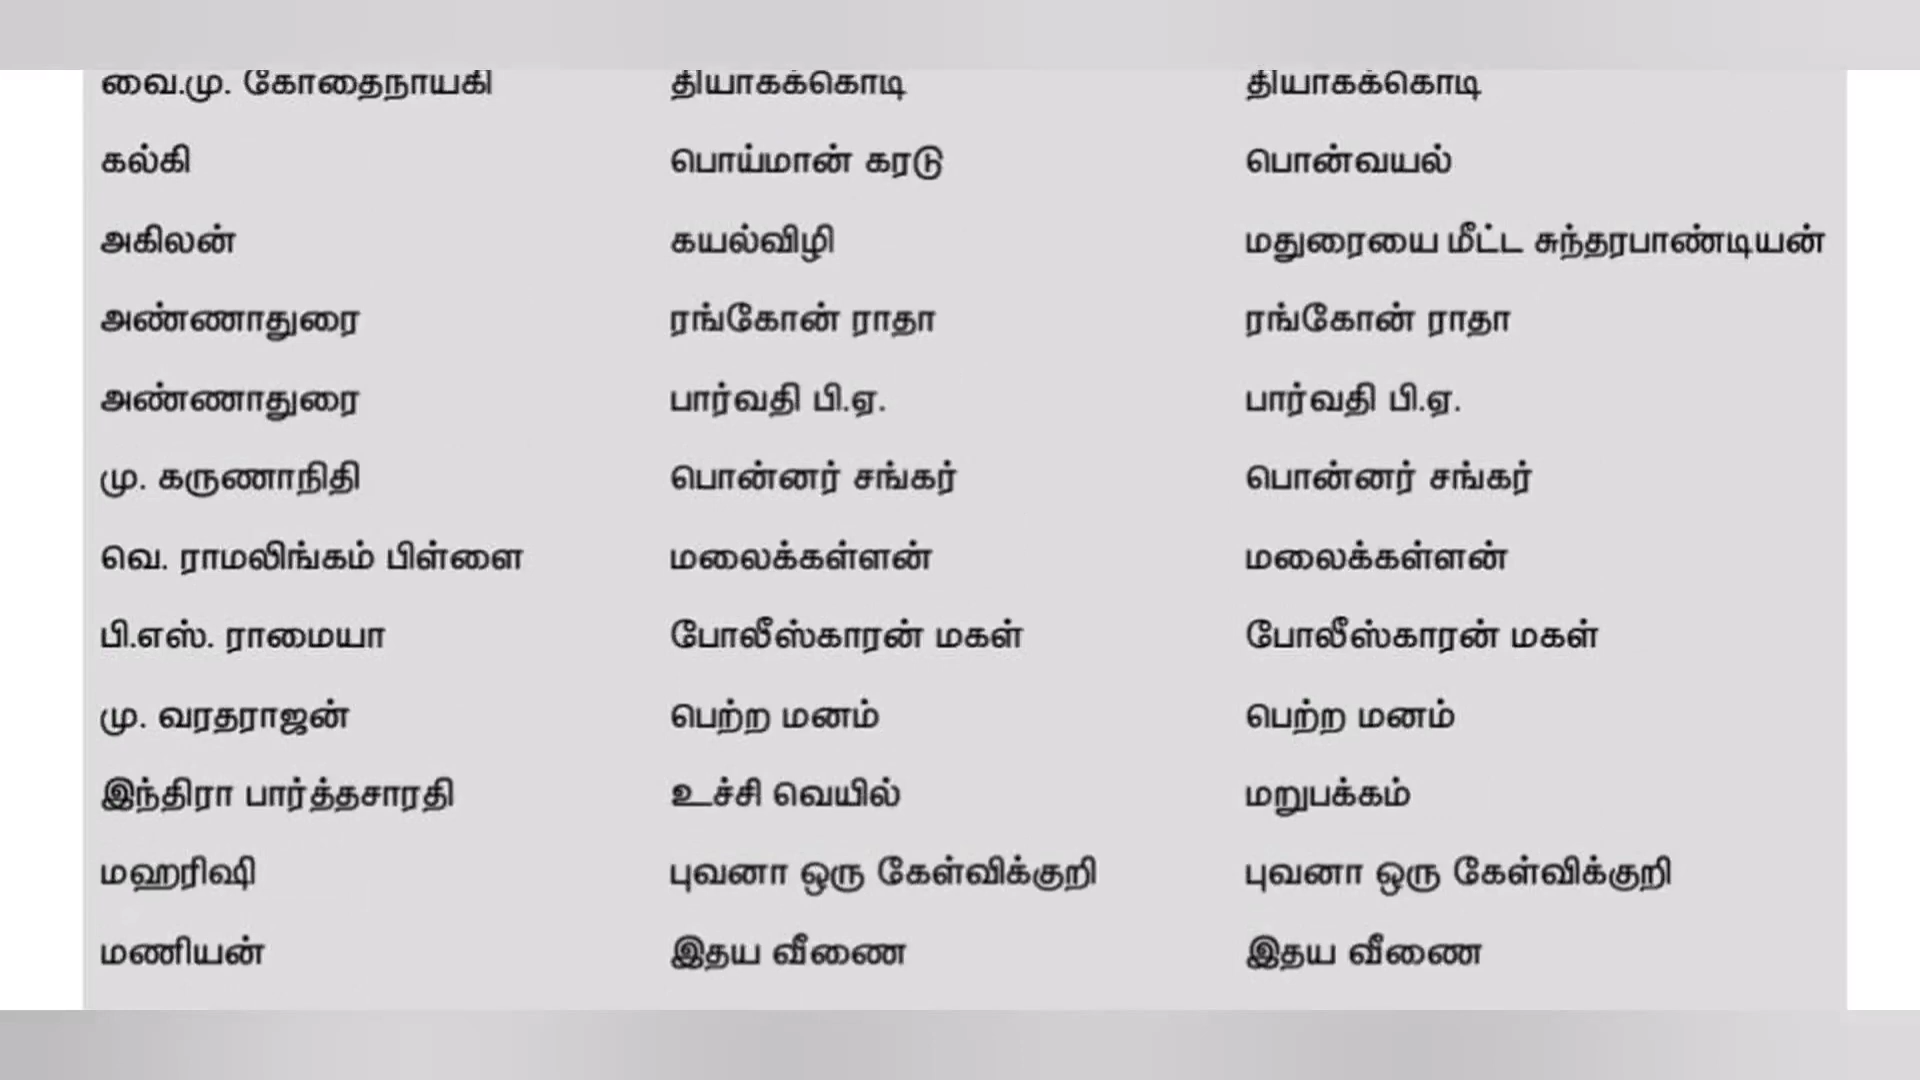 வை.மு. கோதைநாயகி தியாகக்கொடி தியாகக்கொடி
கல்கி பொய்மான் கரடு பொன்வயல்
அகிலன் கயல்விழி மதுரையை மீட்ட சுந்தரபாண்டியன்
அண்ணாதுரை ரங்கோன் ராதா ரங்கோன் ராதா
அண்ணாதுரை பார்வதி பி.ஏ. பார்வதி பி.ஏ.
மு. கருணாநிதி பொன்னர் சங்கர் பொன்னர் சங்கர்
வெ. ராமலிங்கம் பிள்ளை மலைக்கள்ளன் மலைக்கள்ளன்
பி.எஸ். ராமையா போலீஸ்காரன் மகள் போலீஸ்காரன் மகள்
மு. வரதராஜன் பெற்ற மனம் பெற்ற மனம்
இந்திரா பார்த்தசாரதி உச்சி வெயில் மறுபக்கம்
மஹரிஷி புவனா ஒரு கேள்விக்குறி புவனா ஒரு கேள்விக்குறி
மணியன் இதய வீணை இதய வீணை